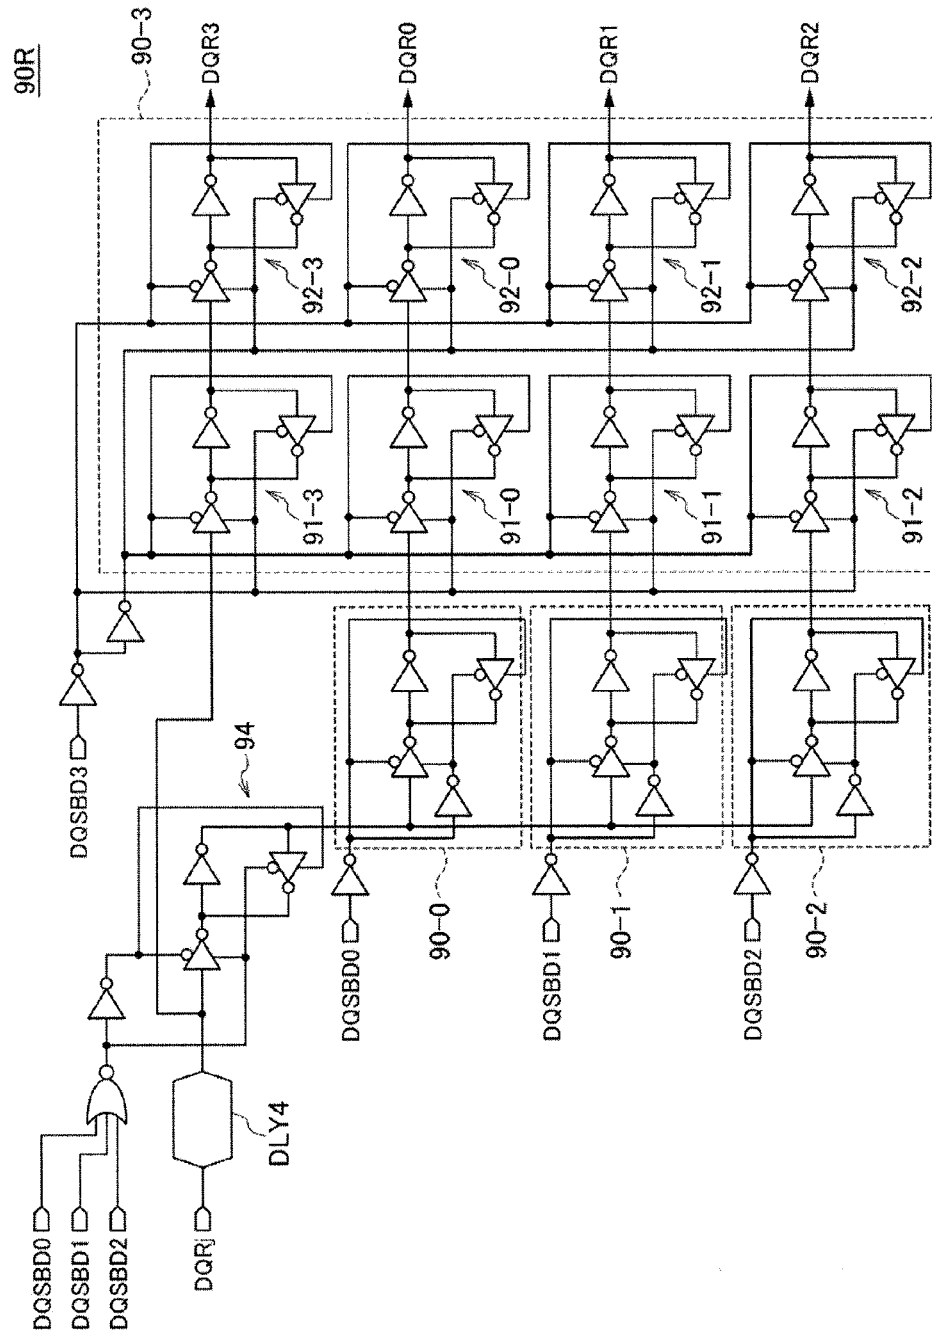 90R
90-3
DQR3
DQR0
DQR1
DQR2
92-3
92-0
92-1
92-2
91-3
91-0
91-1
91-2
DQSBD3
94
DQSBD0
DQSBD1
DQSBD2
90-0
90-1
90-2
DQSBD0
DQSBD1
DQSBD2
DQRj
DLY4